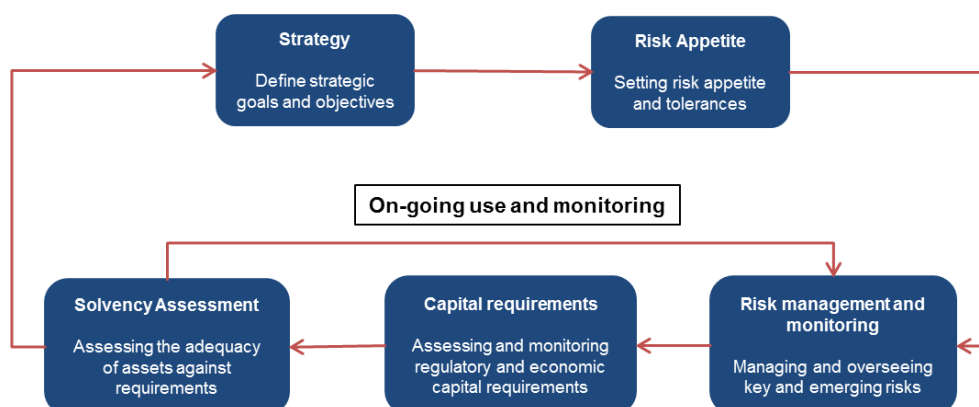 Strategy
Define strategic
goals and objectives
Risk Appetite
Setting risk appetite
and tolerances
On-going use and monitoring
Solvency Assessment
Assessing the adequacy
of assets against
requirements
Capital requirements
Assessing and monitoring
regulatory and economic
capital requirements
Risk management and
monitoring
Managing and overseeing
key and emerging risks